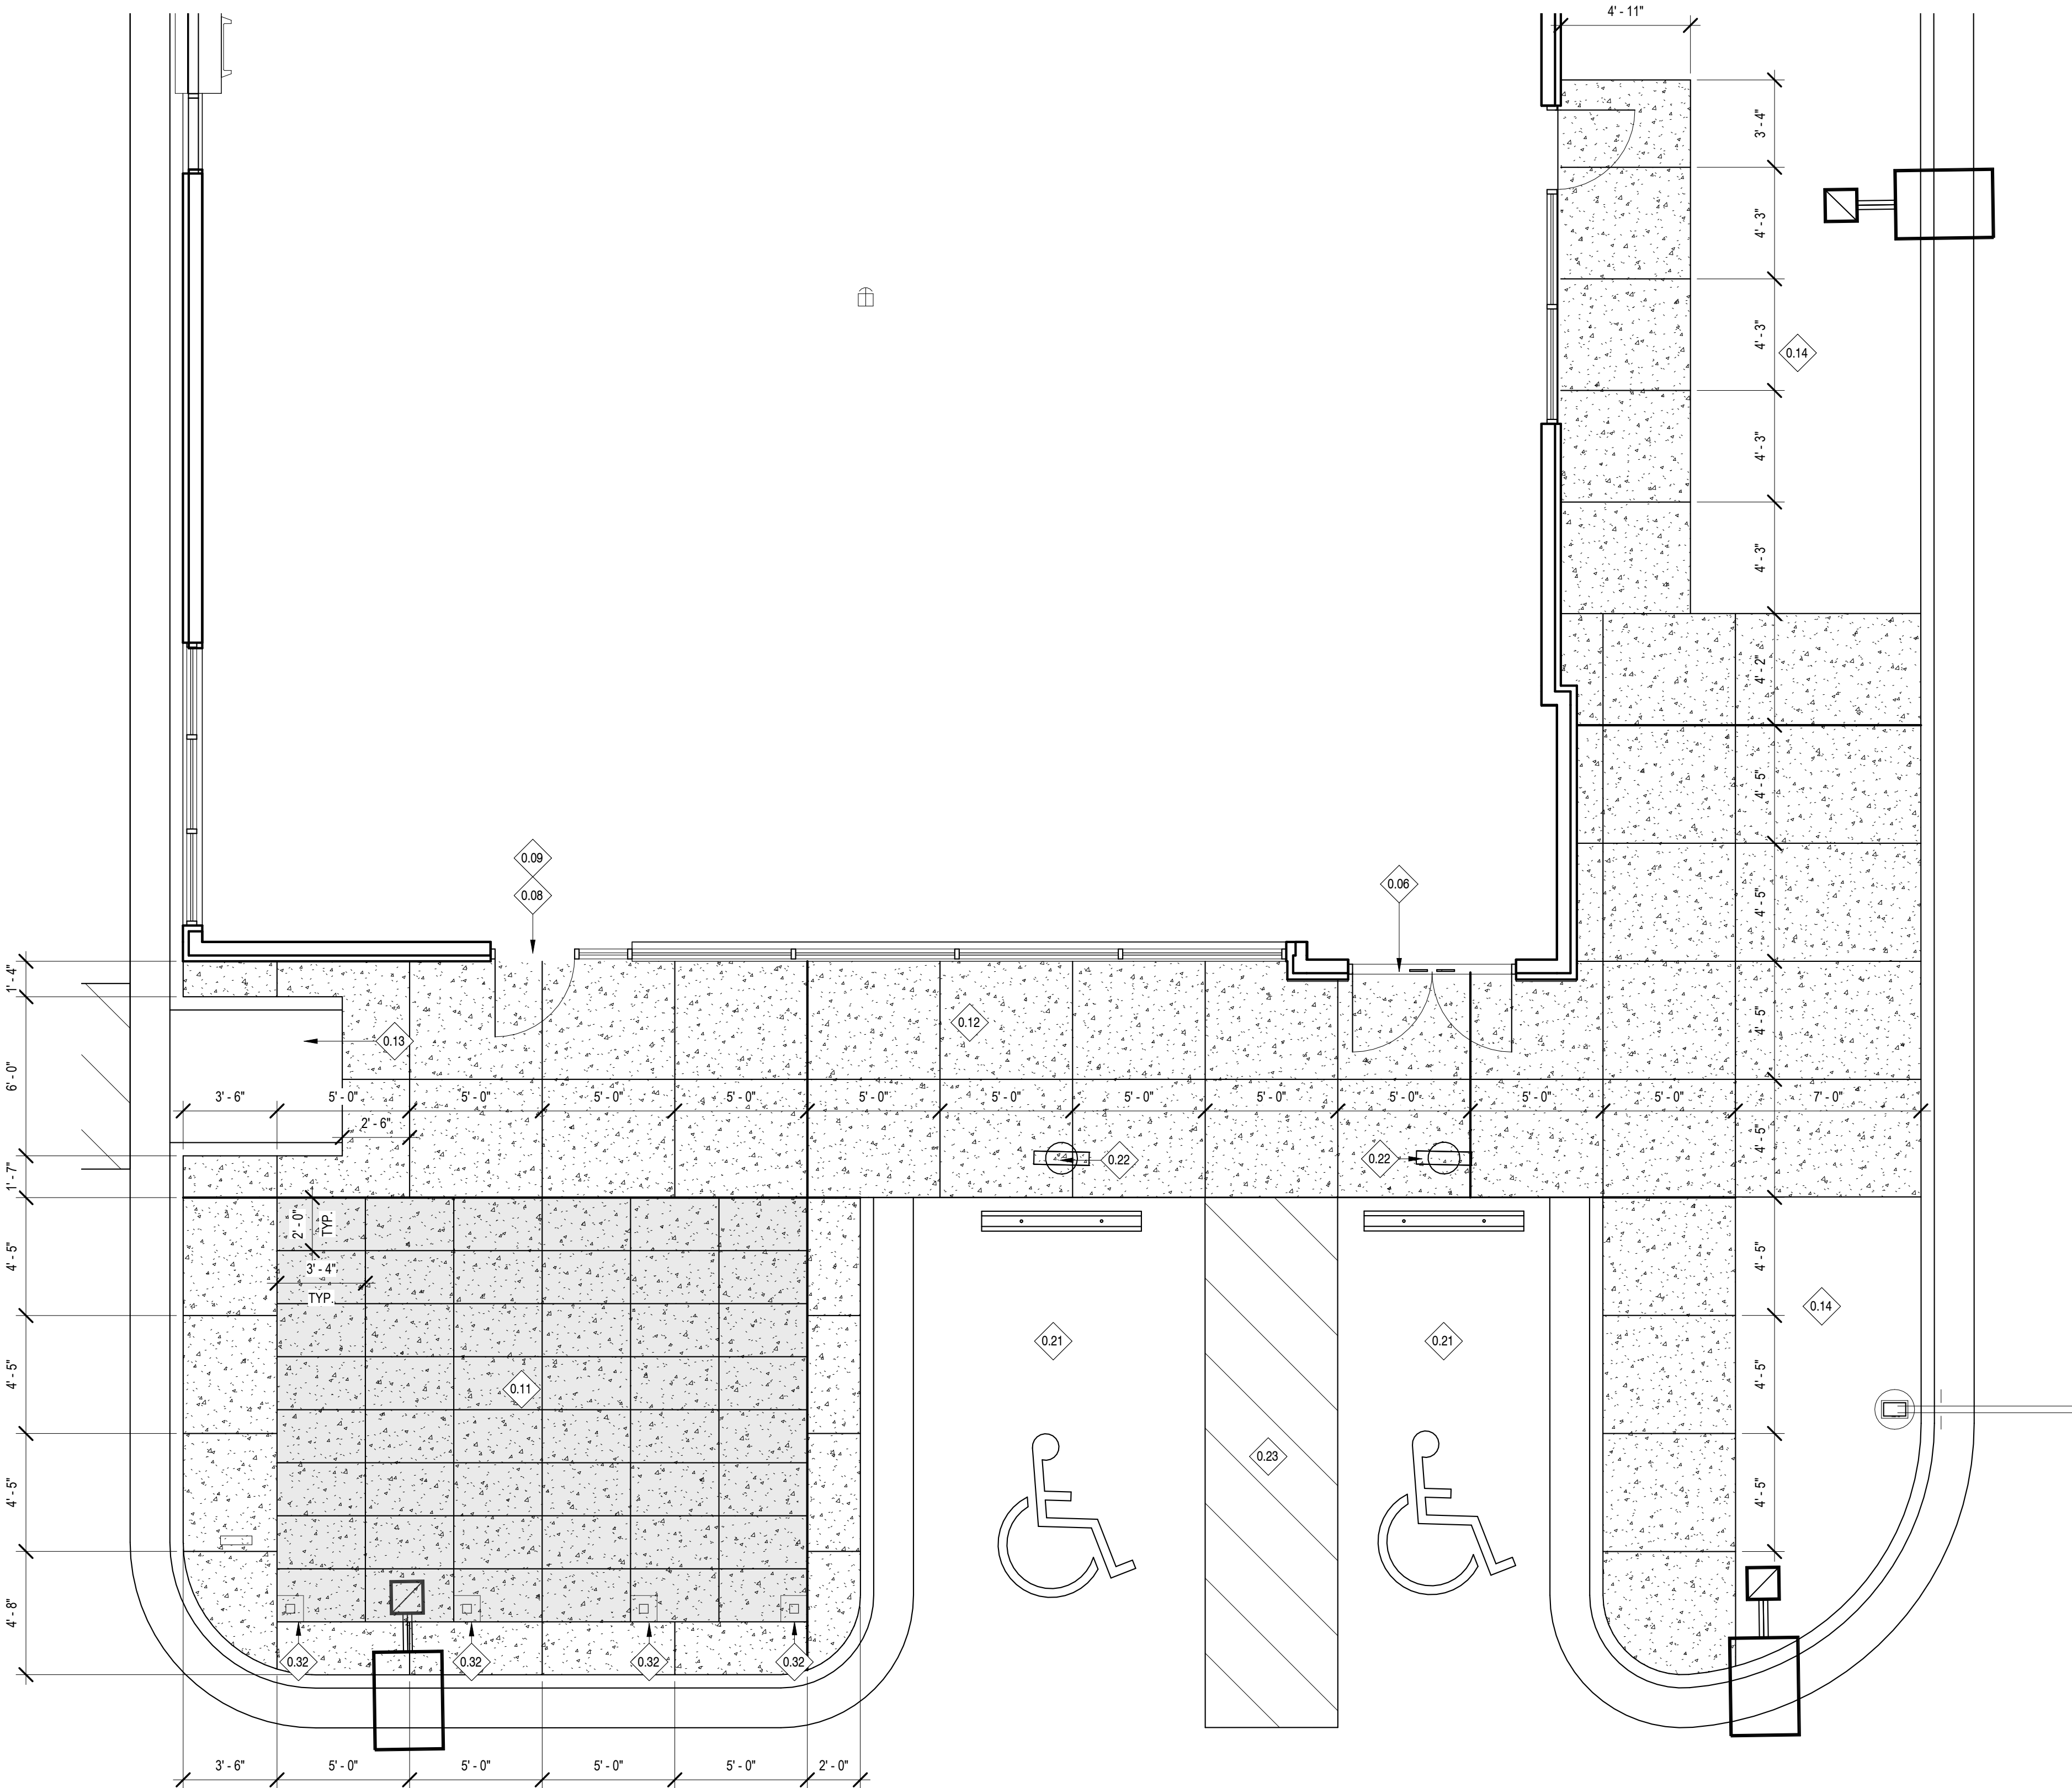 4' - 11"
3' - 4"
4' - 3"
4' - 3"
0.14
4' - 3"
4' - 3"
4' - 2"
4' - 5"
0.09
0.08
0.06
4' - 5"
1' - 4"
0.12
4' - 5"
0.13
6' - 0"
3' - 6" 5' - 0" 5' - 0" 5' - 0" 5' - 0" 5' - 0" 5' - 0" 5' - 0" 5' - 0" 5' - 0" 5' - 0" 5' - 0" 7' - 0"
2' - 6"
4' - 5"
0.22
0.22
1' - 7"
2' - 0"
TYP
4' - 5"
4' - 5"
3' - 4"
TYP.
0.14
0.21
0.21
4' - 5"
4' - 5"
0.11
0.23
4' - 5"
4' - 5"
4' - 8"
0.32 0.32 0.32 0.32
3' - 6" 5' - 0" 5' - 0" 5' - 0" 5' - 0" 2' - 0"